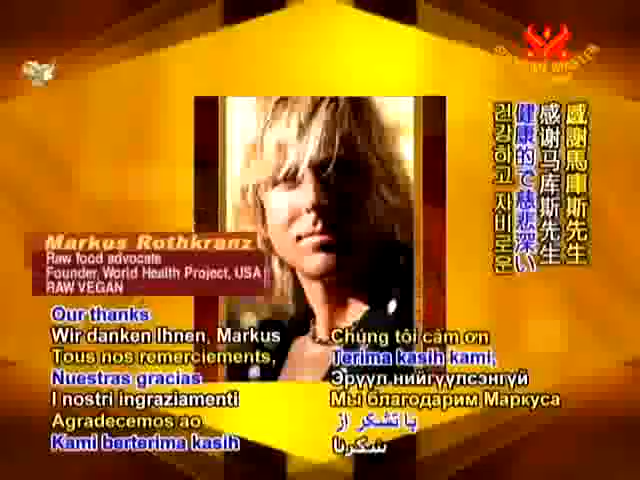 SUPREME MASTER
Markus Rothkranz
Raw food advocate
Founder, World Health Project, USA
RAW VEGAN
感謝馬庫斯先生
感谢马库斯先生
健康的で慈悲深い
건강하고 자비로운
Our thanks
Wir danken Ihnen, Markus
Tous nos remerciements,
Nuestras gracias
I nostri ingraziamenti
Agradecemos ao
Kami berterima kasih
Chúng tôi cảm ơn
Terima kasih kami,
Эрүүл нийгүүлсэнгүй
Мы благодарим Маркуса
با تشکر از
شكرنا